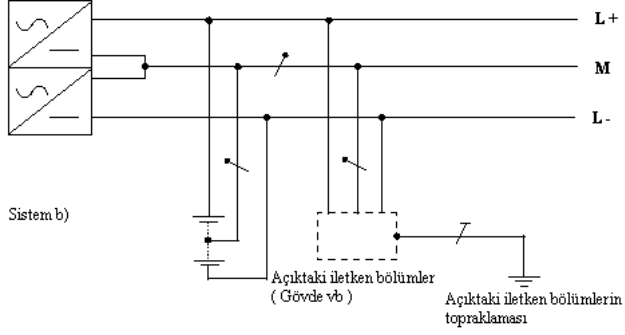 L +
M
L -
Sistem b)
Açıktaki iletken bölümler
( Gövde vb )
Açıktaki iletken bölümlerin
topraklaması